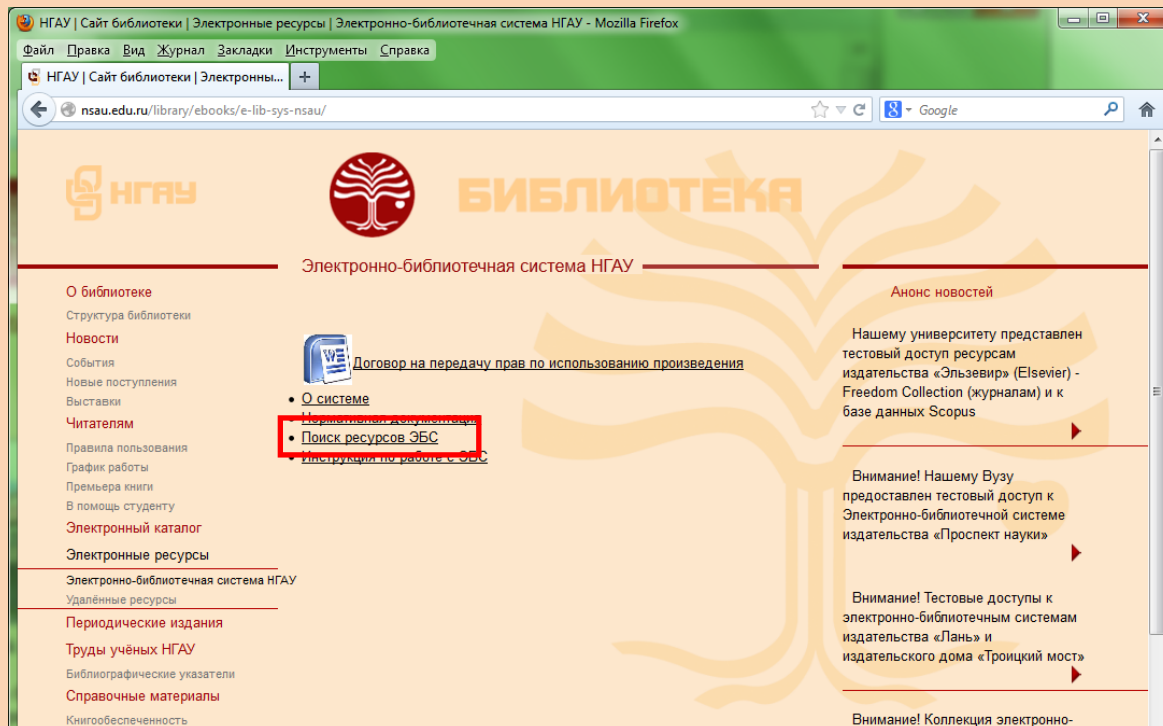 НГАУ | Сайт библиотеки | Электронные ресурсы | Электронно-библиотечная система НГАУ - Mozilla Firefox
Файл Правка Вид Журнал Закладки Инструменты Справка
НГАУ | Сайт библиотеки | Электронны...
nsau.edu.ru/library/ebooks/e-lib-sys-nsau/
Google
НГАУ
БИБЛИОТЕКА
Электронно-библиотечная система НГАУ
О библиотеке
Структура библиотеки
Новости
События
Новые поступления
Выставки
Читателям
Правила пользования
График работы
Премьера книги
В помощь студенту
Электронный каталог
Электронные ресурсы
Электронно-библиотечная система НГАУ
Удалённые ресурсы
Периодические издания
Труды учёных НГАУ
Библиографические указатели
Справочные материалы
Книгообеспеченность
Договор на передачу прав по использованию произведения
• О системе
• Нормативная документация
• Поиск ресурсов ЭБС
• Инструкция по работе с ЭБС
Анонс новостей
Нашему университету представлен
тестовый доступ ресурсам
издательства «Эльзевир» (Elsevier) -
Freedom Collection (журналам) и к
базе данных Scopus
Внимание! Нашему Вузу
предоставлен тестовый доступ к
Электронно-библиотечной системе
издательства «Проспект науки»
Внимание! Тестовые доступы к
электронно-библиотечным системам
издательства «Лань» и
издательского дома «Троицкий мост»
Внимание! Коллекция электронно-